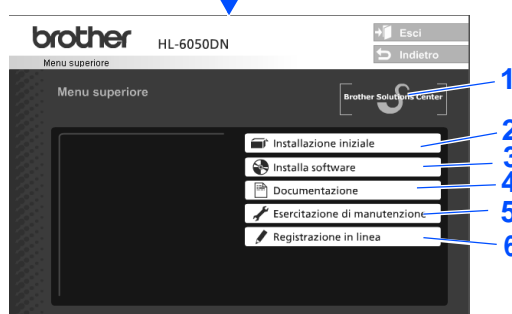 brother
HL-6050DN
Esci
Indietro
Menu superiore
Menu superiore
Brother Solutions Center
1
Installazione iniziale
2
Installa software
3
Documentazione
4
Esercitazione di manutenzione
5
Registrazione in linea
6